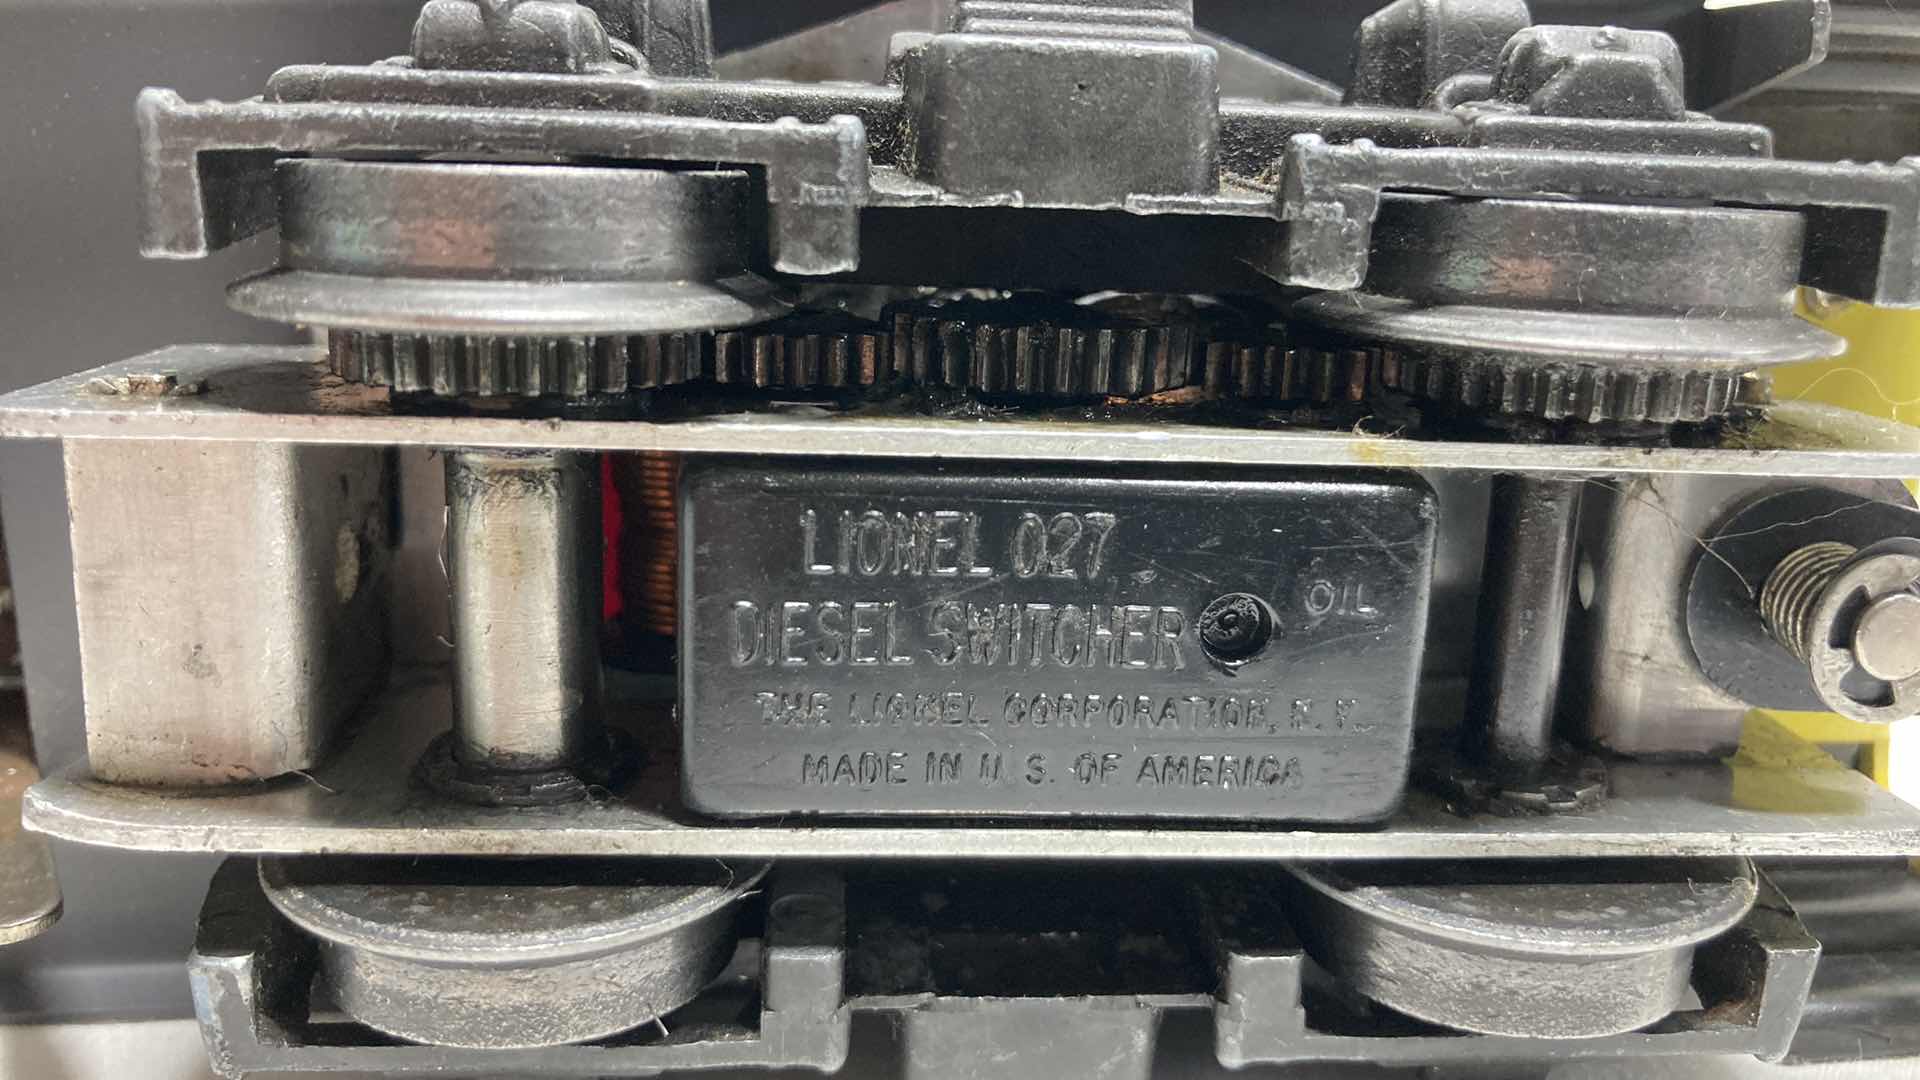 LIONEL 027
DIESEL SWITCHER
OIL
THE LIONEL CORPORATION, N. Y.
MADE IN U. S. OF AMERICA